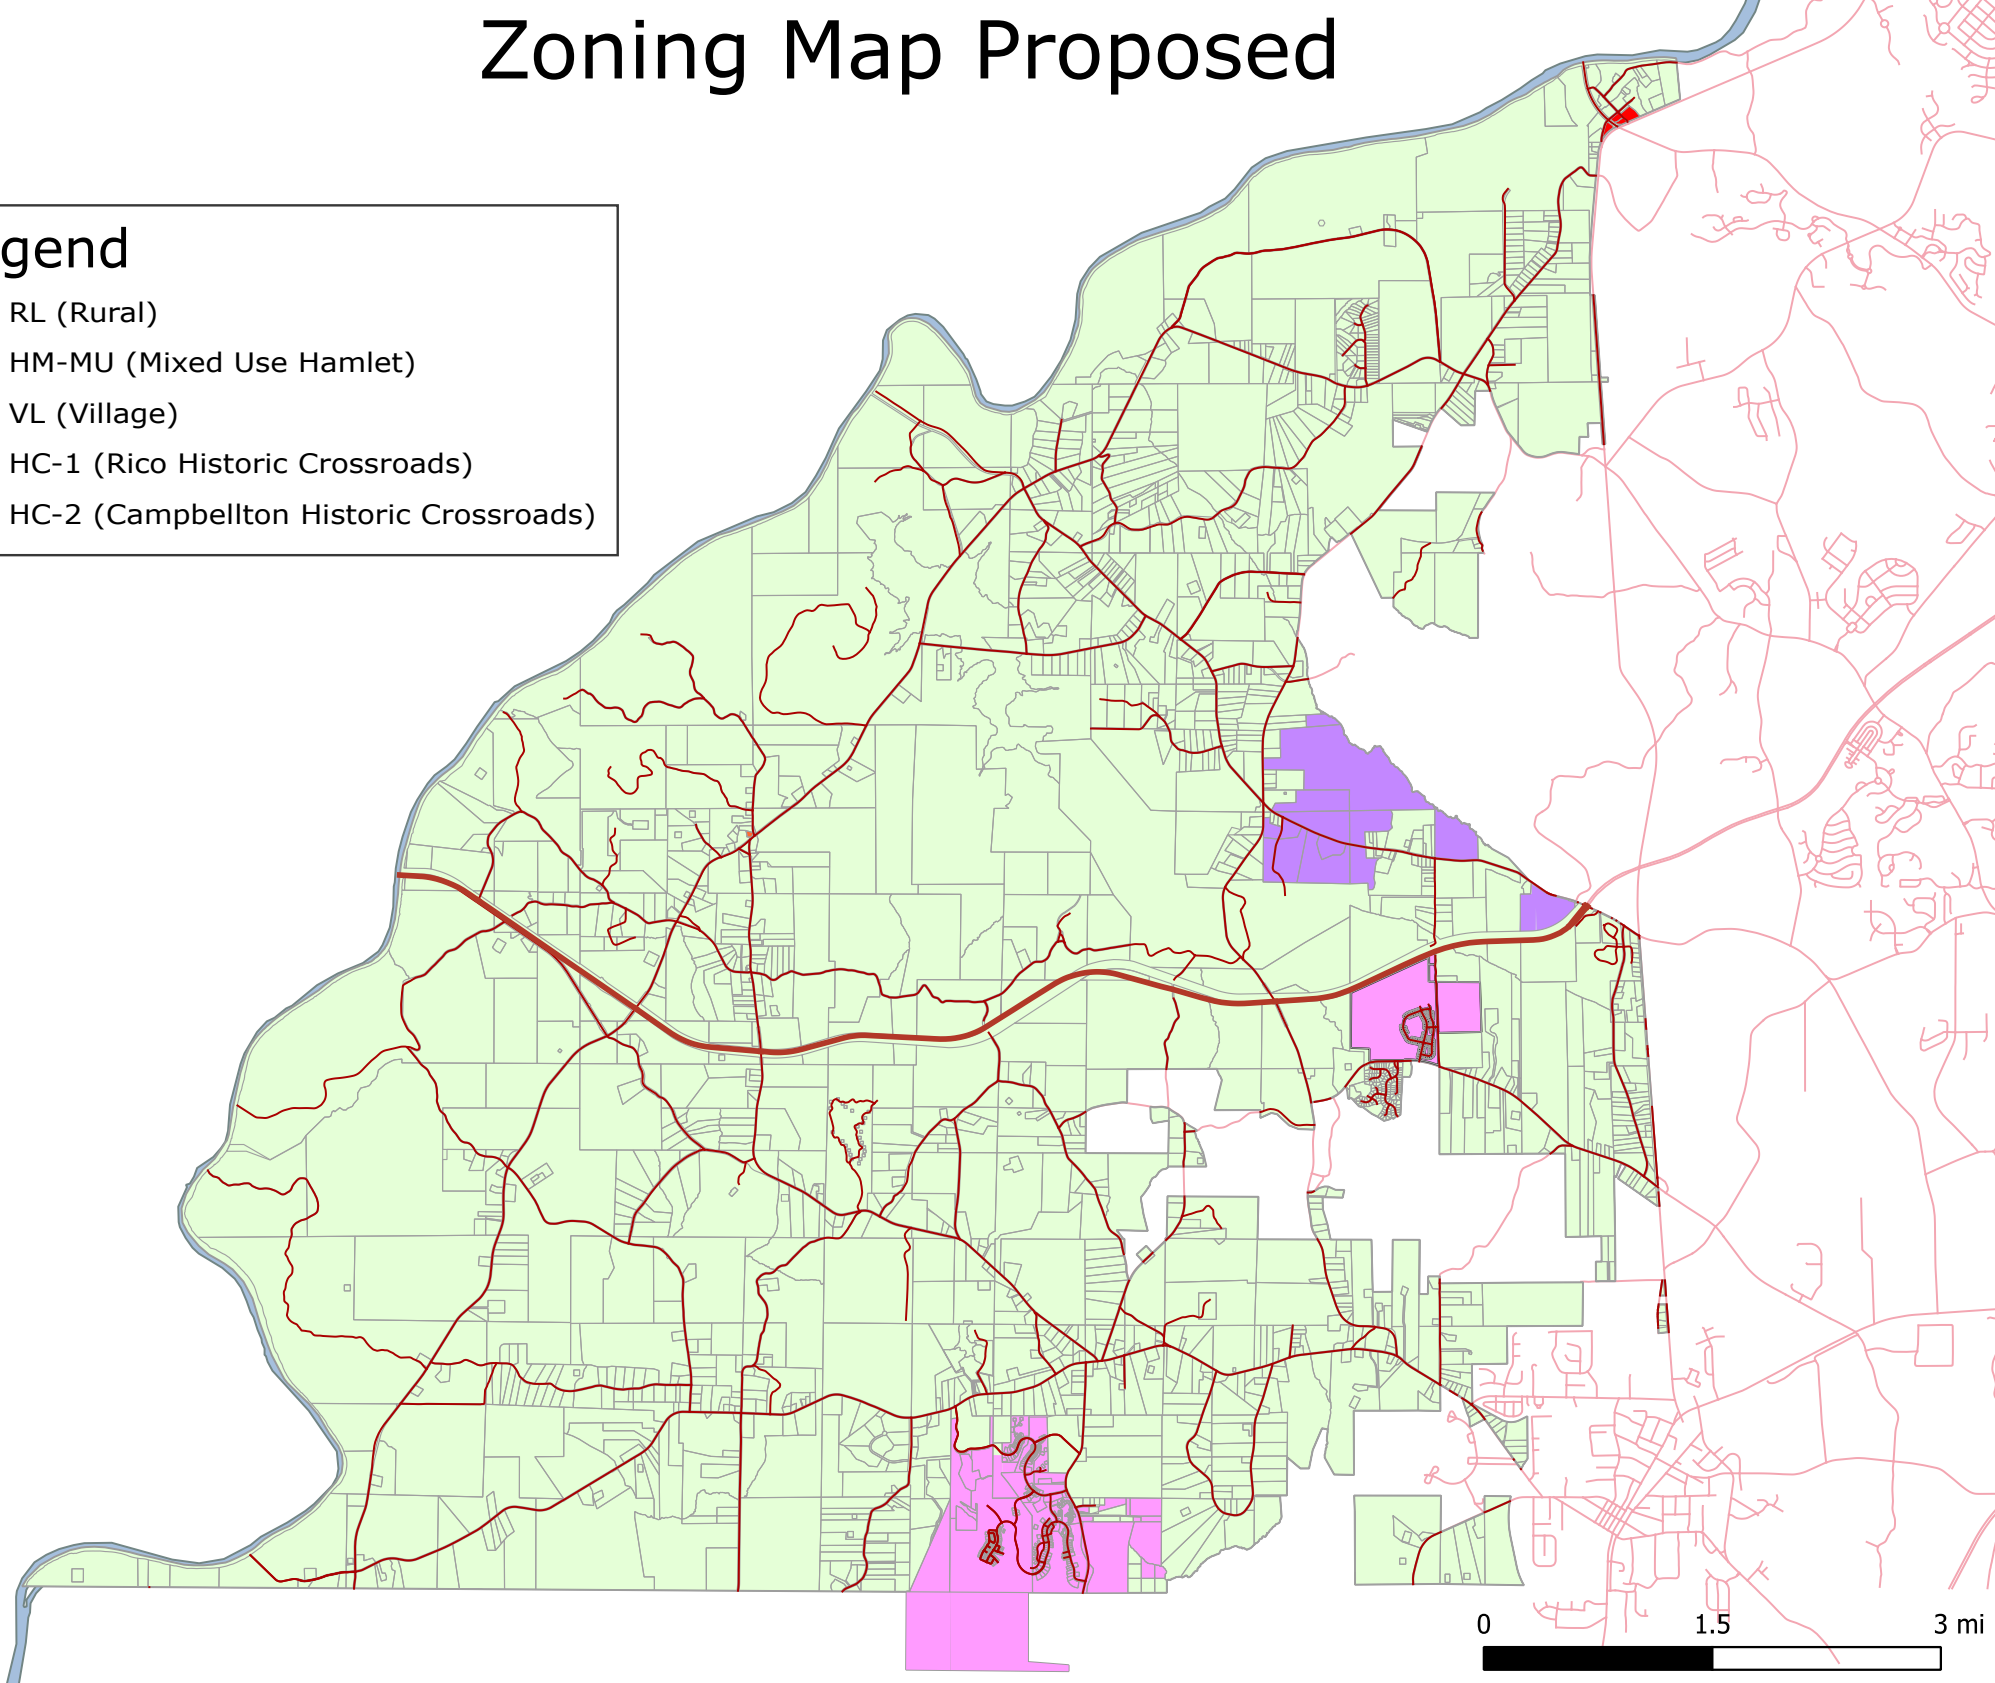 Zoning Map Proposed
gend
RL (Rural)
HM-MU (Mixed Use Hamlet)
VL (Village)
HC-1 (Rico Historic Crossroads)
HC-2 (Campbellton Historic Crossroads)
0 1.5 3 mi